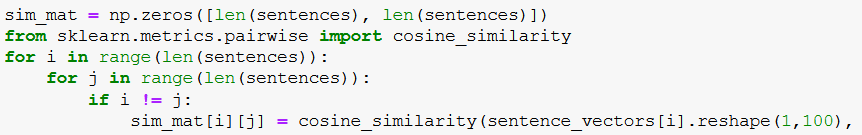 sim_mat = np.zeros([len(sentences), len(sentences)])
from sklearn.metrics.pairwise import cosine_similarity
for i in range(len(sentences)):
    for j in range(len(sentences)):
        if i != j:
            sim_mat[i][j] = cosine_similarity(sentence_vectors[i].reshape(1,100),